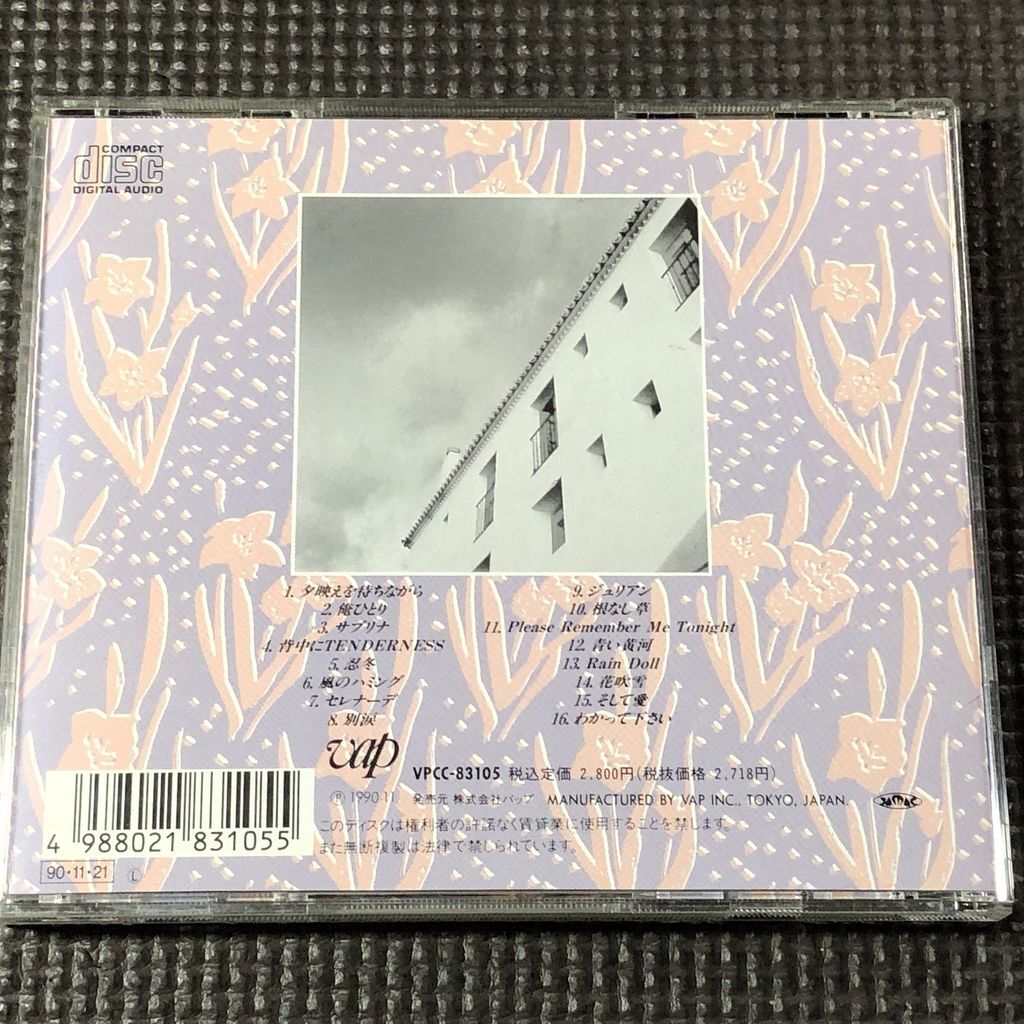 COMPACT
disc
DIGITAL AUDIO
1. 夕映えを待ちながら
2. 俺ひとり
3. サブリナ
4. 背中にTENDERNESS
5. 忍冬
6. 風のハミング
7. セレナーデ
8. 別涙
9. ジュリアン
10. 根なし草
11. Please Remember Me Tonight
12. 青い黄河
13. Rain Doll
14. 花吹雪
15. そして愛
16. わかって下さい
vap
VPCC-83105 税込定価 2,800円(税抜価格 2,718円)
Ⓟ 1990·11 発売元 株式会社バップ MANUFACTURED BY VAP INC., TOKYO, JAPAN.
このディスクは権利者の許諾なく賃貸業に使用することを禁じます。
また無断複製は法律で禁じられています。
4 988021 831055
90·11·21 Ⓛ